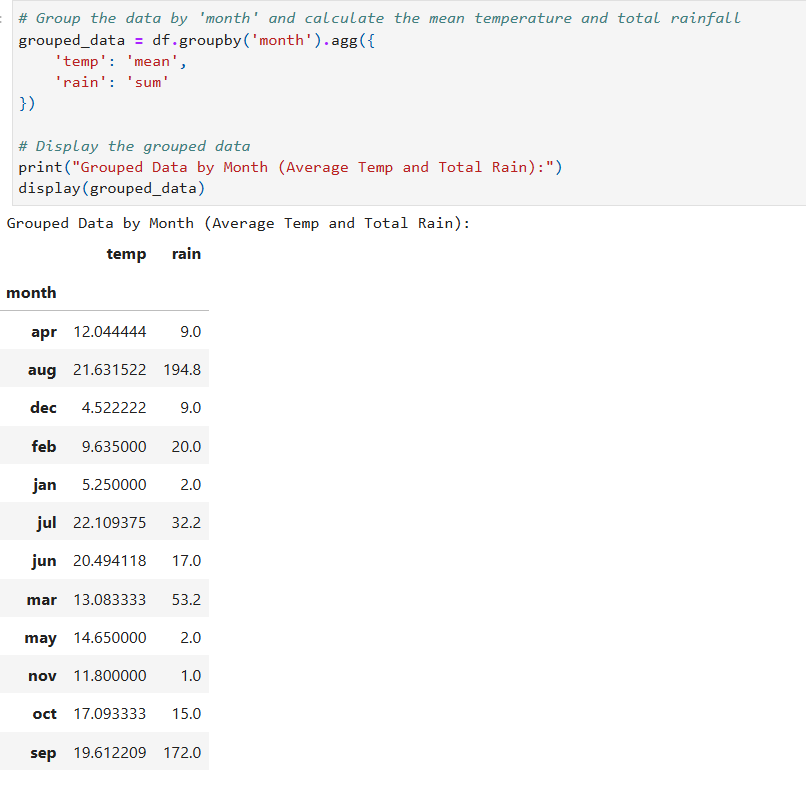 # Group the data by 'month' and calculate the mean temperature and total rainfall
grouped_data = df.groupby('month').agg({
    'temp': 'mean',
    'rain': 'sum'
})
# Display the grouped data
print("Grouped Data by Month (Average Temp and Total Rain):")
display(grouped_data)
Grouped Data by Month (Average Temp and Total Rain):
temp rain
month
apr 12.044444 9.0
aug 21.631522 194.8
dec 4.522222 9.0
feb 9.635000 20.0
jan 5.250000 2.0
jul 22.109375 32.2
jun 20.494118 17.0
mar 13.083333 53.2
may 14.650000 2.0
nov 11.800000 1.0
oct 17.093333 15.0
sep 19.612209 172.0